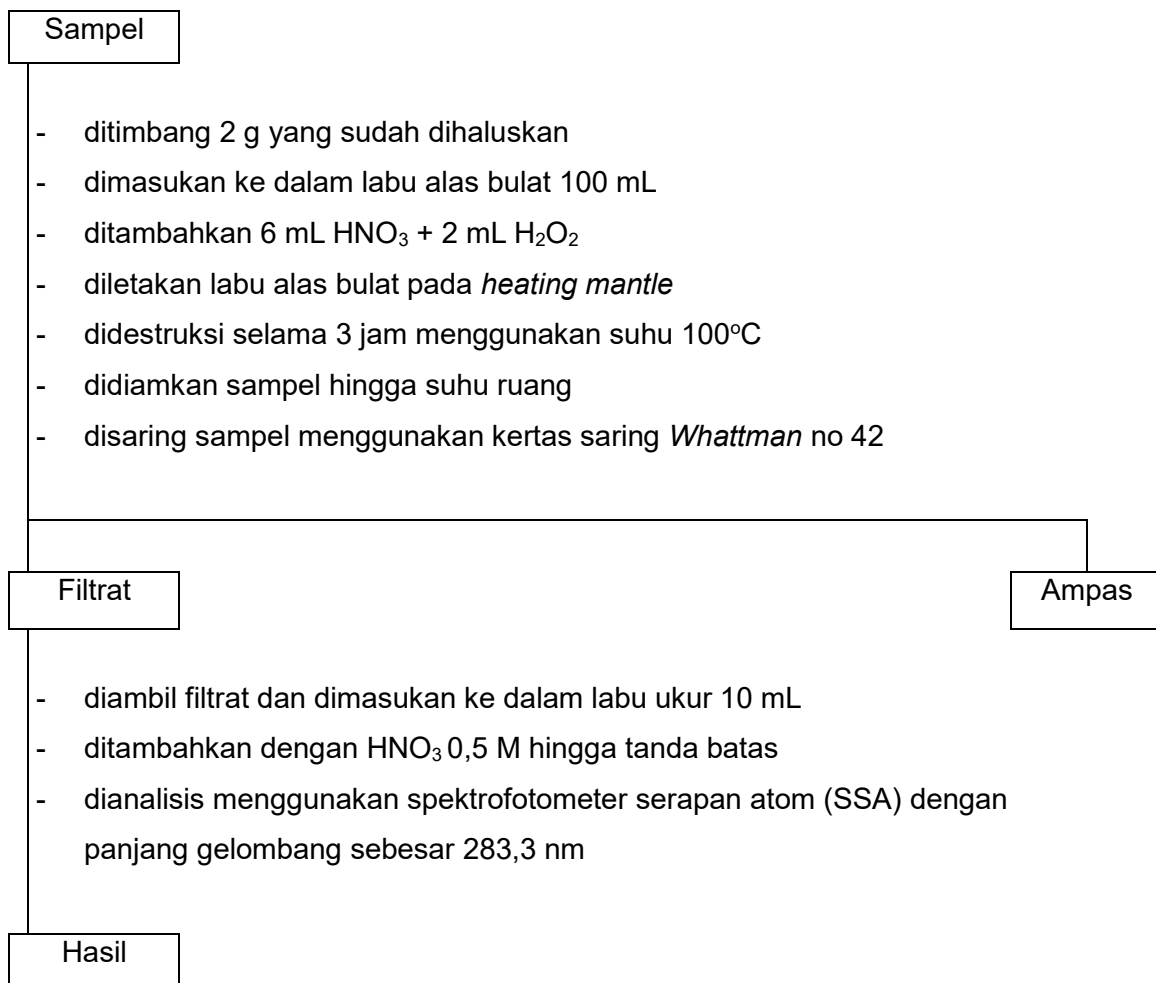 Sampel
- ditimbang 2 g yang sudah dihaluskan
- dimasukan ke dalam labu alas bulat 100 mL
- ditambahkan 6 mL HNO₃ + 2 mL H₂O₂
- diletakan labu alas bulat pada heating mantle
- didestruksi selama 3 jam menggunakan suhu 100ᵒC
- didiamkan sampel hingga suhu ruang
- disaring sampel menggunakan kertas saring Whattman no 42
Filtrat Ampas
- diambil filtrat dan dimasukan ke dalam labu ukur 10 mL
- ditambahkan dengan HNO₃ 0,5 M hingga tanda batas
- dianalisis menggunakan spektrofotometer serapan atom (SSA) dengan
panjang gelombang sebesar 283,3 nm
Hasil